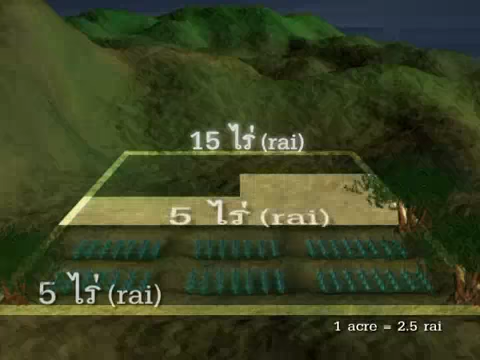 15 ไร่ (rai)
5 ไร่ (rai)
5 ไร่ (rai)
1 acre = 2.5 rai